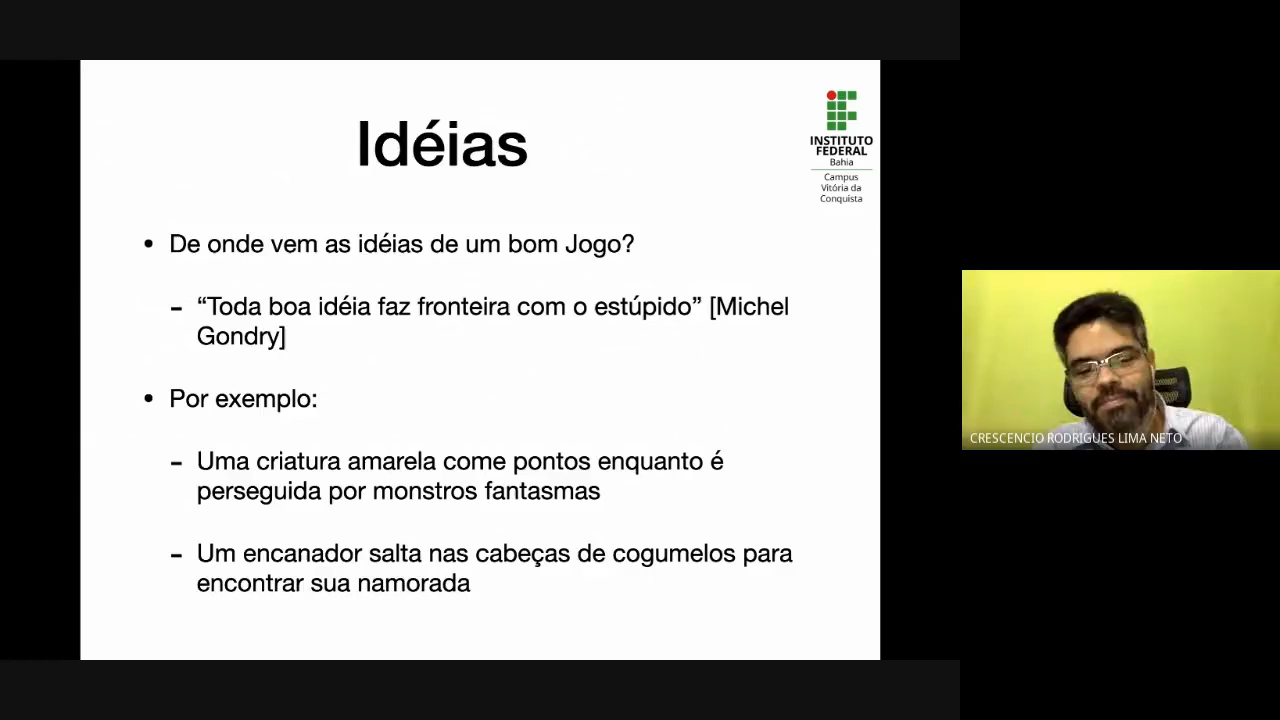 Idéias
INSTITUTO
FEDERAL
Bahia
Campus
Vitória da
Conquista
• De onde vem as idéias de um bom Jogo?
- “Toda boa idéia faz fronteira com o estúpido” [Michel
Gondry]
• Por exemplo:
- Uma criatura amarela come pontos enquanto é
perseguida por monstros fantasmas
- Um encanador salta nas cabeças de cogumelos para
encontrar sua namorada
CRESCENCIO RODRIGUES LIMA NETO